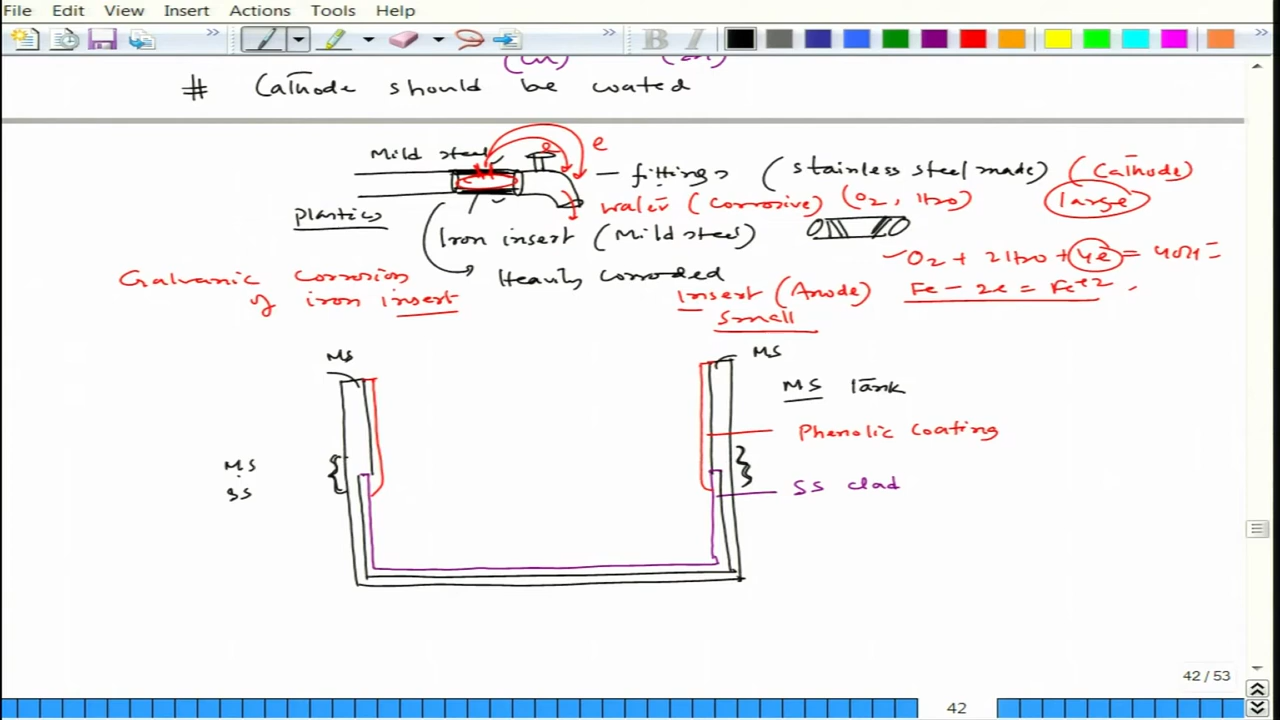 File Edit View Insert Actions Tools Help
B I
(Cu) (Zn)
# Cathode should be coated
Mild steel
e e
fittings (stainless steel made) (Cathode)
water (corrosive) (O2, H2O) large
plastics
Iron insert (Mild steel)
O2 + 2H2O + 4e = 4OH-
Heavily corroded
Galvanic corrosion
of iron insert
Insert (Anode) Fe - 2e = Fe+2
small
MS MS
MS Tank
Phenolic coating
MS
SS
SS clad
42 / 53
42